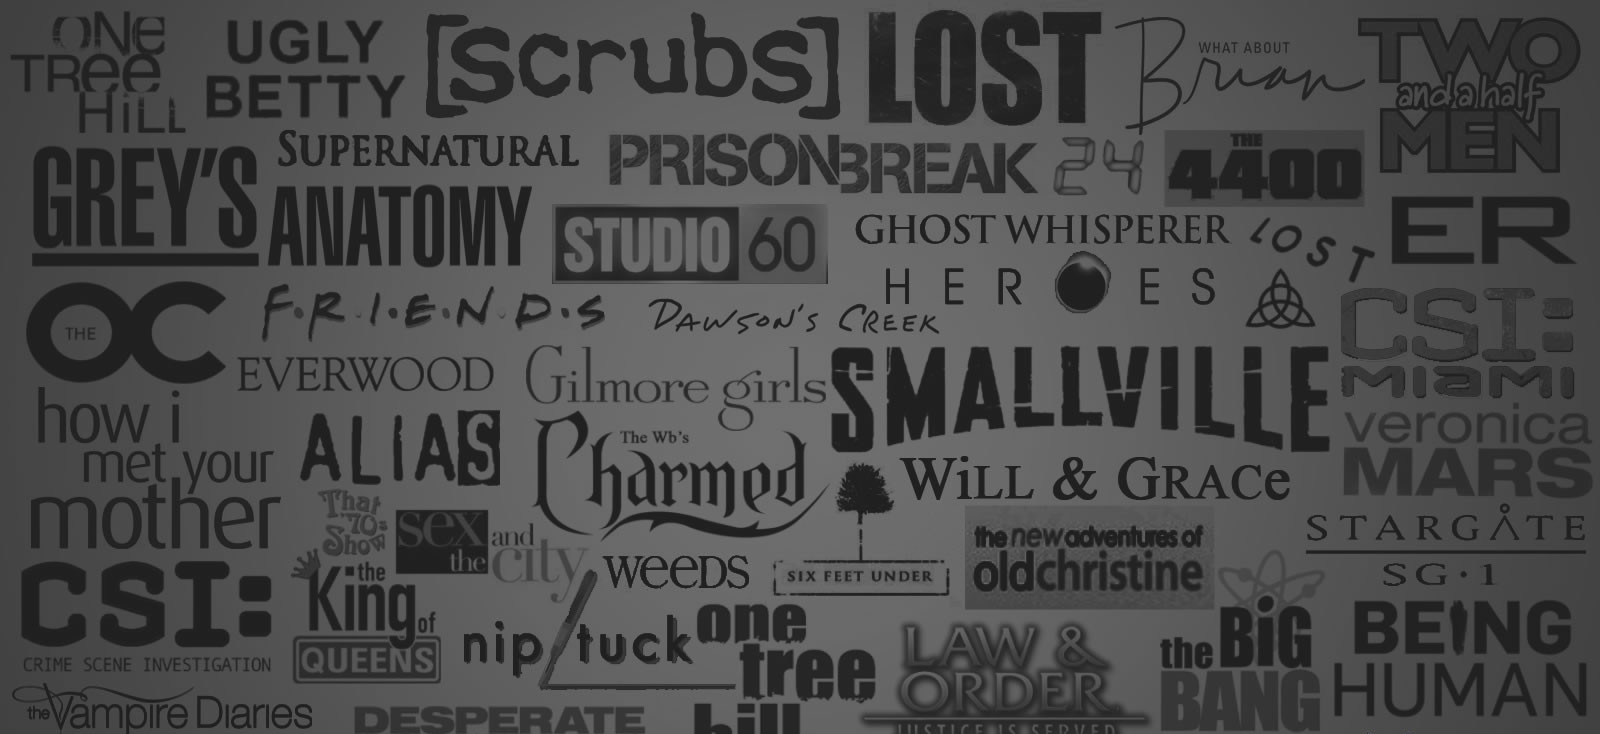 ONe
TRee
HiLL
UGLY
BETTY
[scrubs]
LOST
WHAT ABOUT
Brian
TWO
and a half
MEN
GREY'S
ANATOMY
SUPERNATURAL
PRISON BREAK
24
THE
4400
STUDIO 60
GHOST WHISPERER
LOST
ER
HEROES
THE OC
F·R·I·E·N·D·S
DAWSON'S CREEK
CSI:
MIAMI
EVERWOOD
Gilmore girls
SMALLVILLE
how i
met your
mother
ALIAS
The Wb's
Charmed
veronica
MARS
WiLL & GRACe
That
'70s
Show
sex and
the city
weeDS
SIX FEET UNDER
the new adventures of
oldchristine
STARGATE
SG·1
CSI:
CRIME SCENE INVESTIGATION
the
King of
QUEENS
nip/tuck
one
tree
hill
LAW &
ORDER
JUSTICE IS SERVED
the BiG
BANG
BEING
HUMAN
the Vampire Diaries
DESPERATE